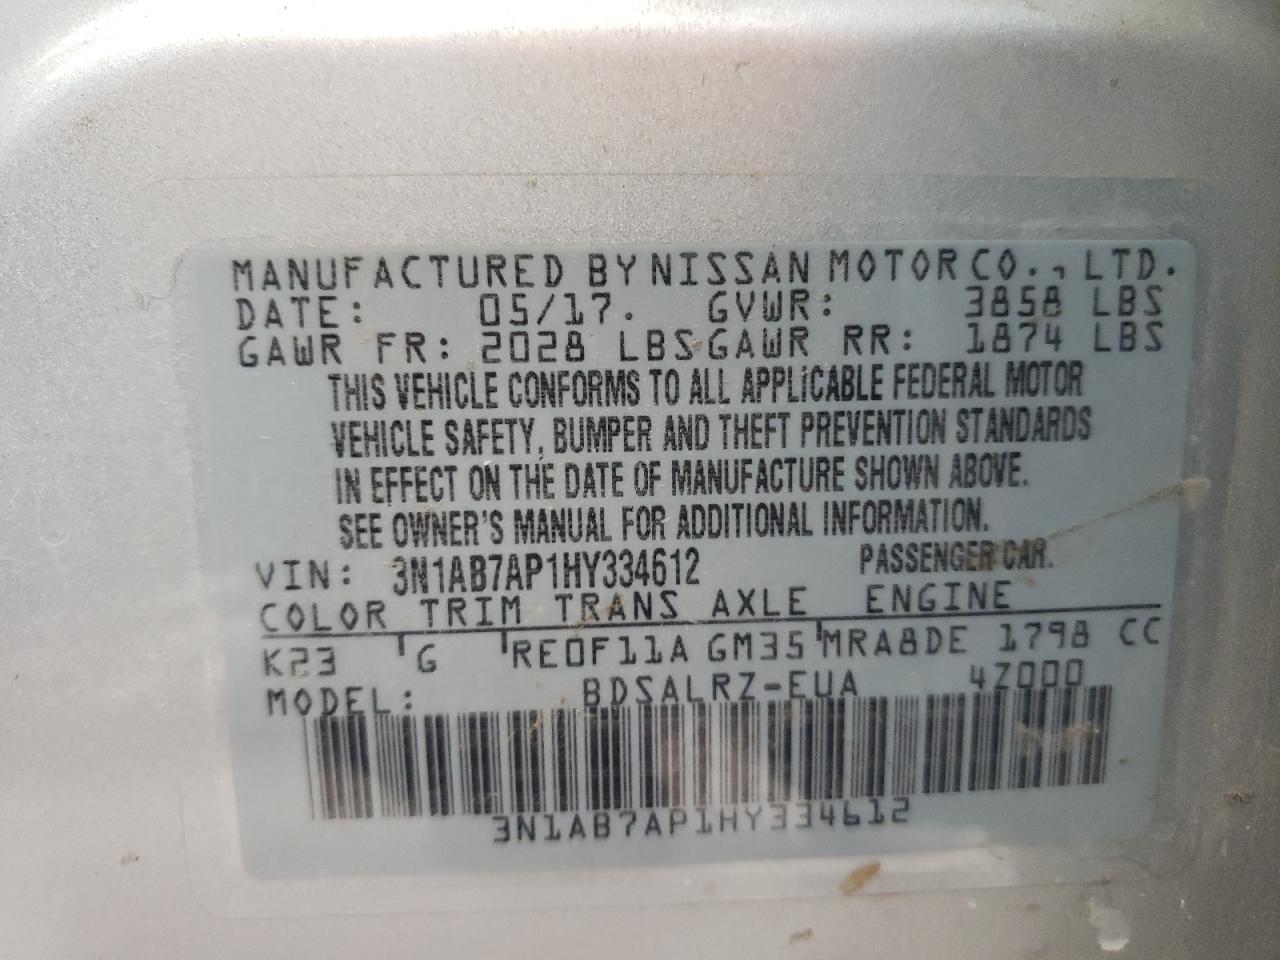 MANUFACTURED BY NISSAN MOTOR CO., LTD.
DATE: 05/17. GVWR: 3858 LBS
GAWR FR: 2028 LBS GAWR RR: 1874 LBS
THIS VEHICLE CONFORMS TO ALL APPLICABLE FEDERAL MOTOR
VEHICLE SAFETY, BUMPER AND THEFT PREVENTION STANDARDS
IN EFFECT ON THE DATE OF MANUFACTURE SHOWN ABOVE.
SEE OWNER'S MANUAL FOR ADDITIONAL INFORMATION.
VIN: 3N1AB7AP1HY334612 PASSENGER CAR.
COLOR TRIM TRANS AXLE ENGINE
K23 G RE0F11A GM35 MRA8DE 1798 CC
MODEL: BDSALRZ-EUA 4Z000
3N1AB7AP1HY334612